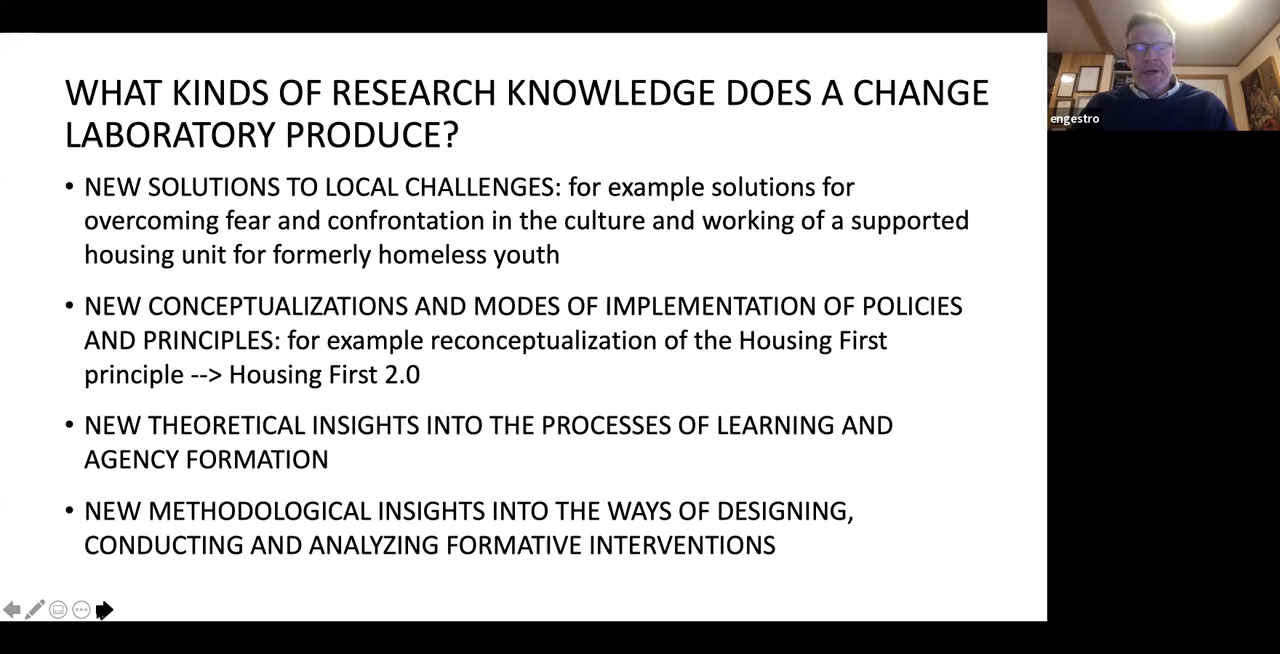 WHAT KINDS OF RESEARCH KNOWLEDGE DOES A CHANGE
LABORATORY PRODUCE?
• NEW SOLUTIONS TO LOCAL CHALLENGES: for example solutions for
overcoming fear and confrontation in the culture and working of a supported
housing unit for formerly homeless youth
• NEW CONCEPTUALIZATIONS AND MODES OF IMPLEMENTATION OF POLICIES
AND PRINCIPLES: for example reconceptualization of the Housing First
principle --> Housing First 2.0
• NEW THEORETICAL INSIGHTS INTO THE PROCESSES OF LEARNING AND
AGENCY FORMATION
• NEW METHODOLOGICAL INSIGHTS INTO THE WAYS OF DESIGNING,
CONDUCTING AND ANALYZING FORMATIVE INTERVENTIONS
engestro